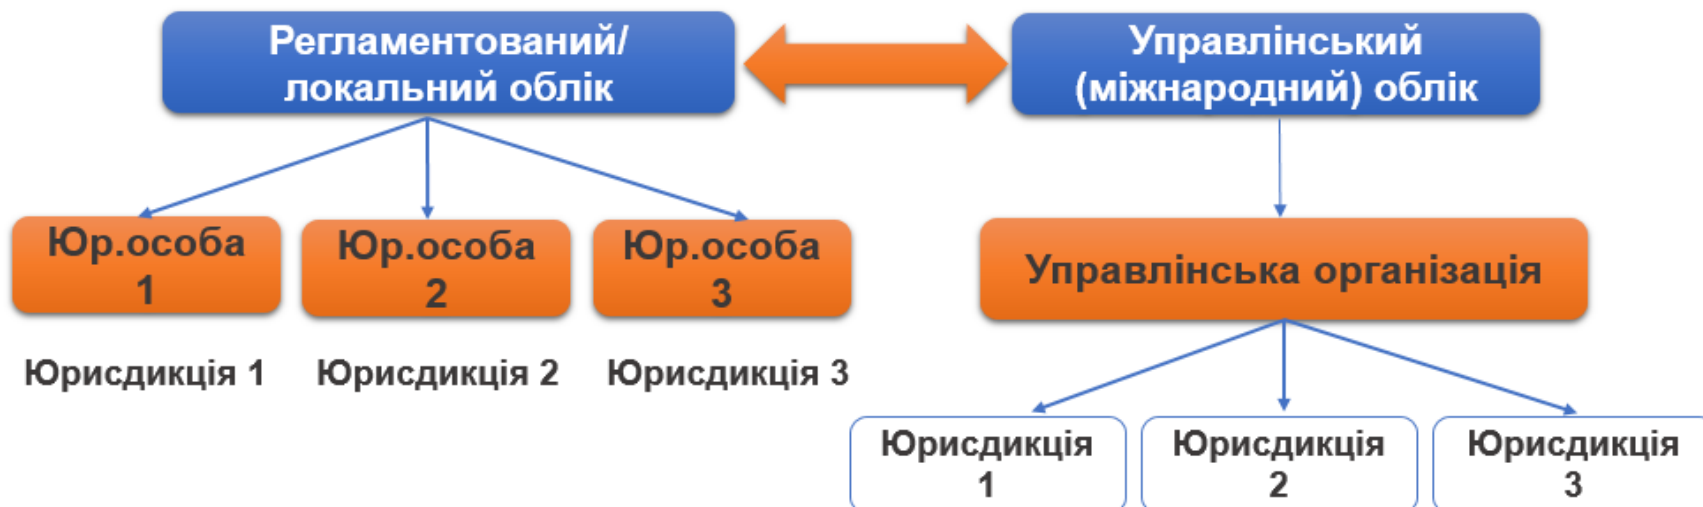 Регламентований/
локальний облік
Управлінський
(міжнародний) облік
Юр.особа
1
Юр.особа
2
Юр.особа
3
Управлінська організація
Юрисдикція 1
Юрисдикція 2
Юрисдикція 3
Юрисдикція
1
Юрисдикція
2
Юрисдикція
3